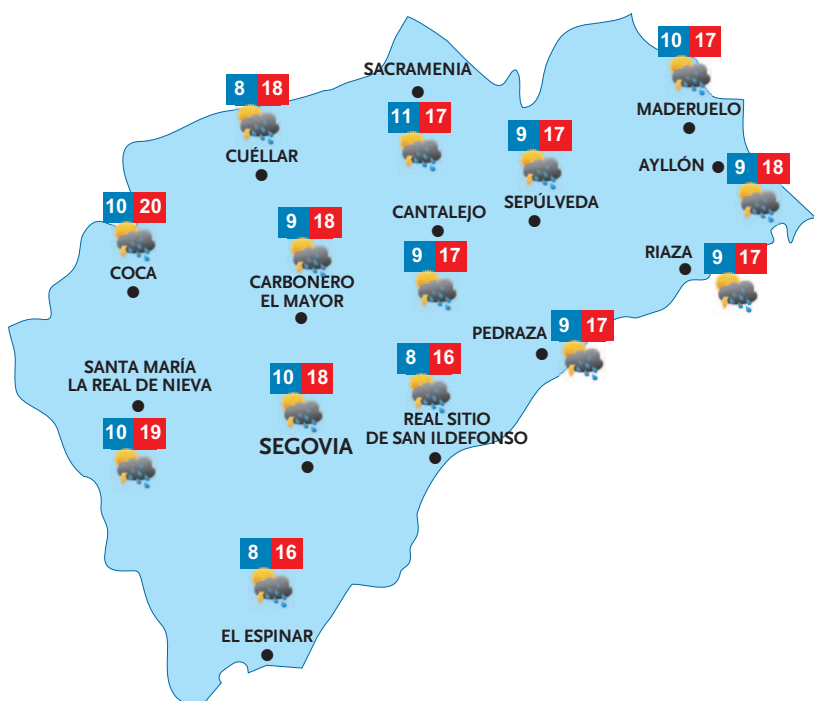 10 17
MADERUELO
SACRAMENIA
11 17
8 18
CUÉLLAR
9 17
SEPÚLVEDA
AYLLÓN
9 18
10 20
COCA
9 18
CARBONERO
EL MAYOR
CANTALEJO
9 17
RIAZA
9 17
PEDRAZA
9 17
SANTA MARÍA
LA REAL DE NIEVA
10 19
10 18
SEGOVIA
8 16
REAL SITIO
DE SAN ILDEFONSO
8 16
EL ESPINAR